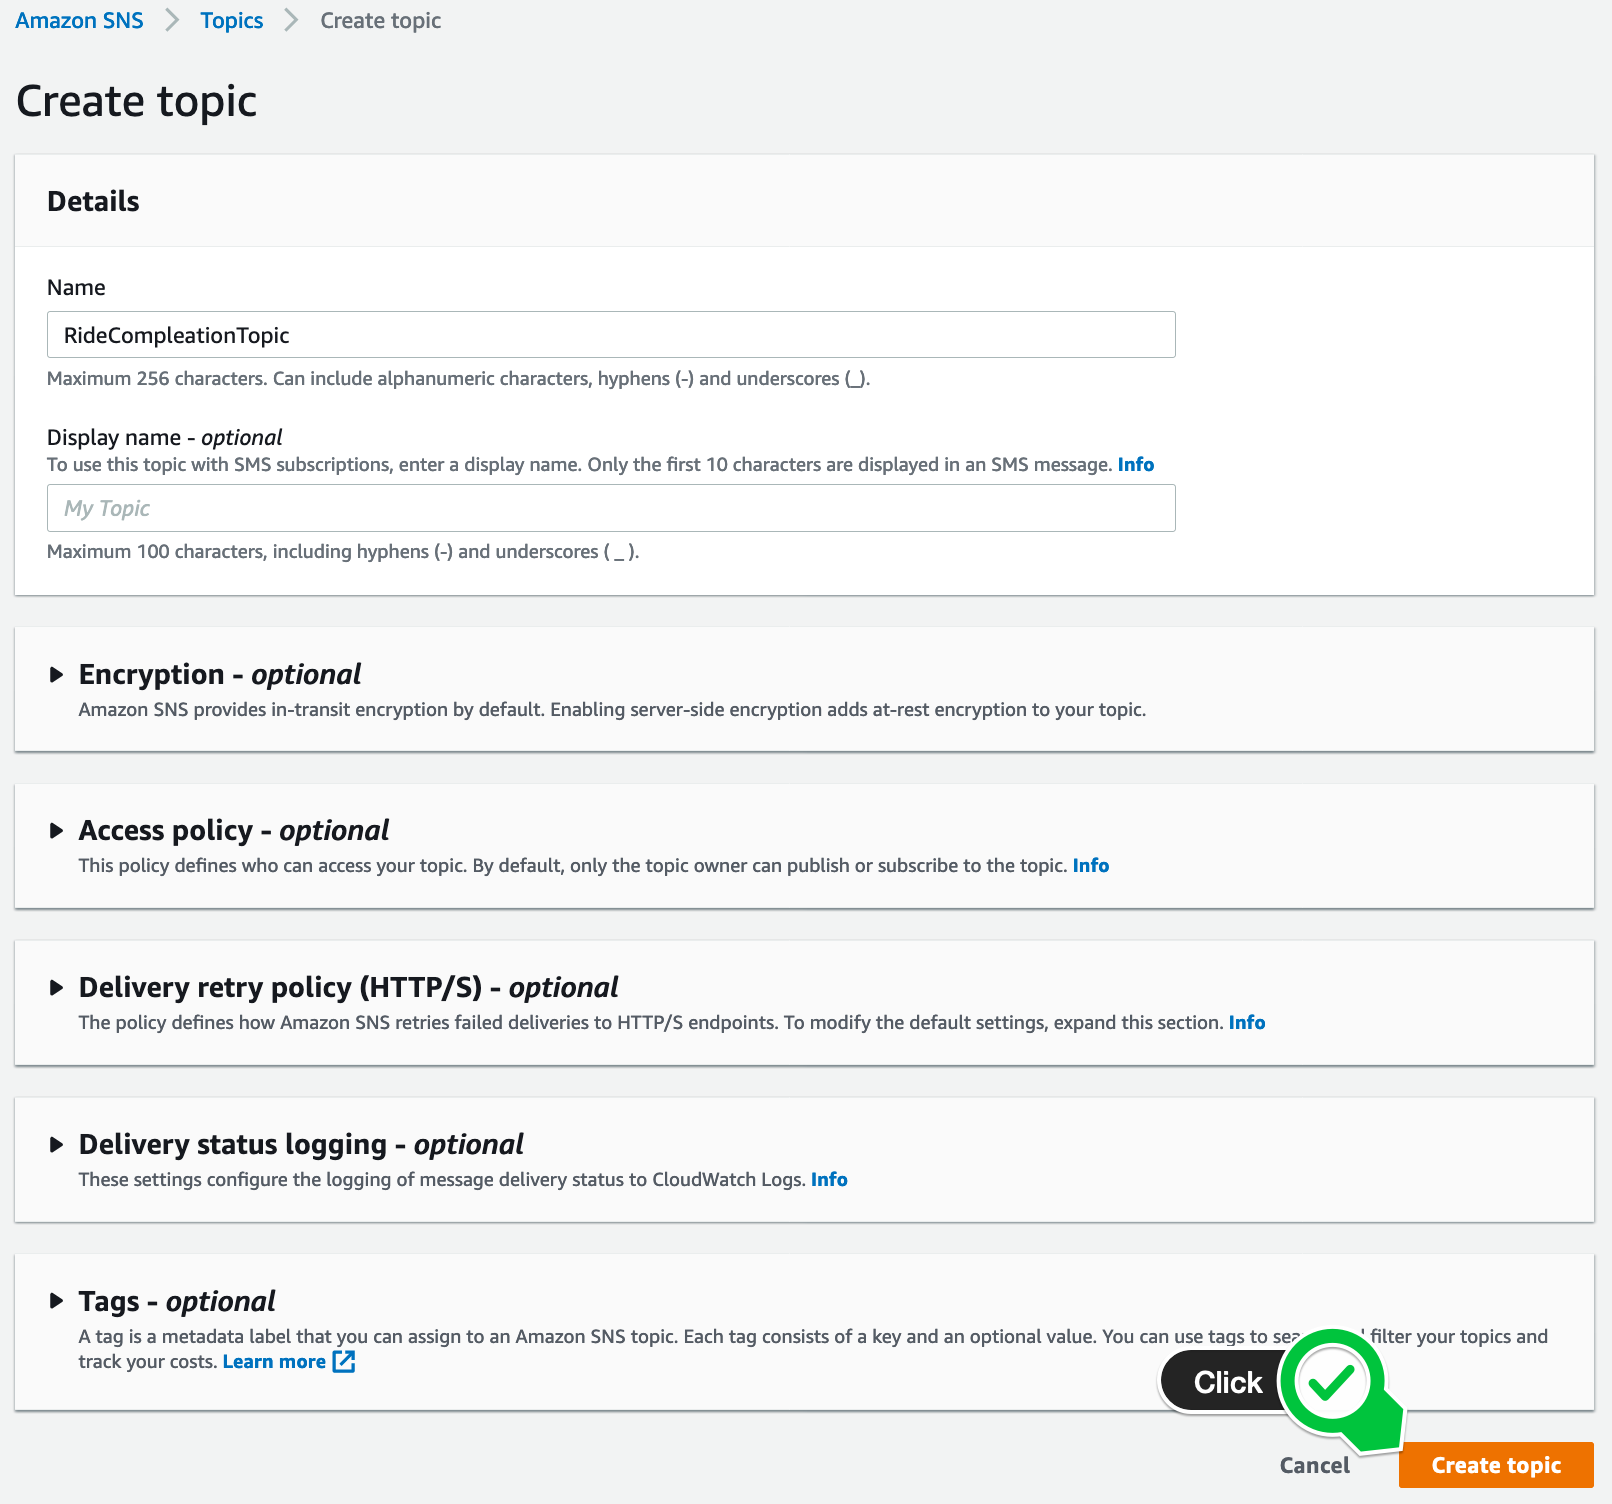 Amazon SNS > Topics > Create topic
Create topic
Details
Name
RideCompleationTopic
Maximum 256 characters. Can include alphanumeric characters, hyphens (-) and underscores (_).
Display name - optional
To use this topic with SMS subscriptions, enter a display name. Only the first 10 characters are displayed in an SMS message. Info
My Topic
Maximum 100 characters, including hyphens (-) and underscores ( _ ).
Encryption - optional
Amazon SNS provides in-transit encryption by default. Enabling server-side encryption adds at-rest encryption to your topic.
Access policy - optional
This policy defines who can access your topic. By default, only the topic owner can publish or subscribe to the topic. Info
Delivery retry policy (HTTP/S) - optional
The policy defines how Amazon SNS retries failed deliveries to HTTP/S endpoints. To modify the default settings, expand this section. Info
Delivery status logging - optional
These settings configure the logging of message delivery status to CloudWatch Logs. Info
Tags - optional
A tag is a metadata label that you can assign to an Amazon SNS topic. Each tag consists of a key and an optional value. You can use tags to filter your topics and
track your costs. Learn more
Click
Cancel
Create topic